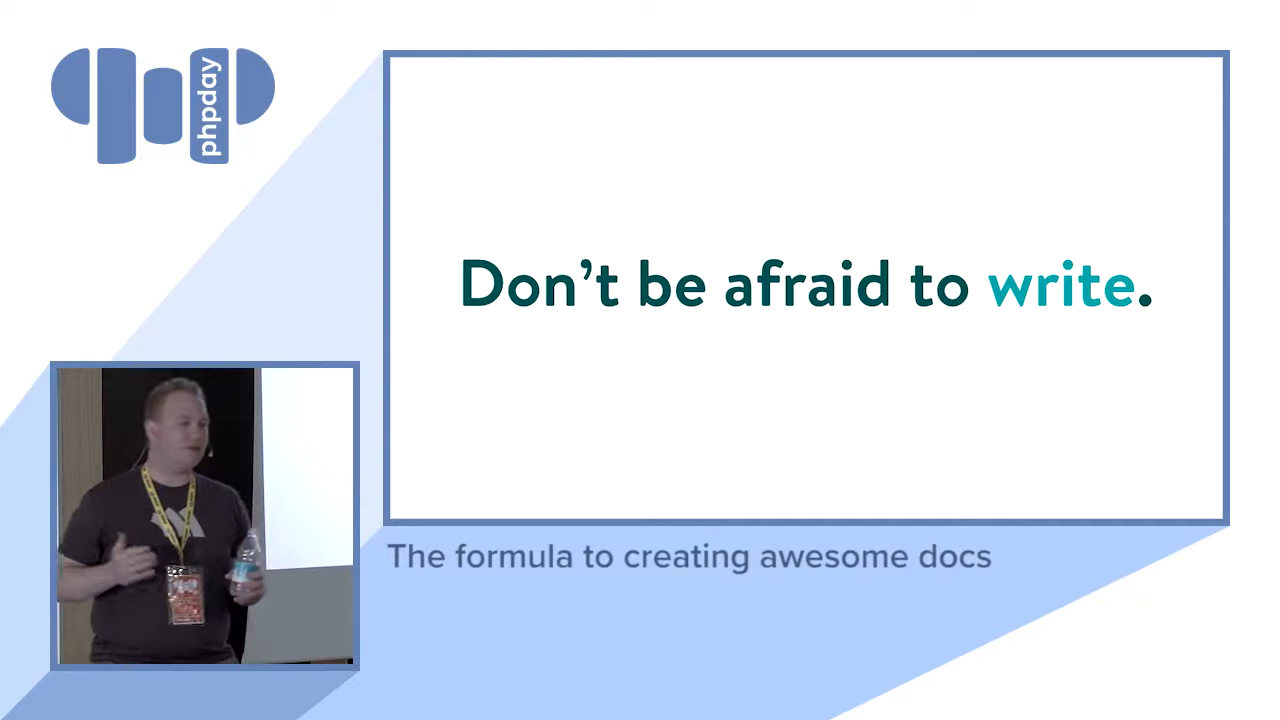 phpday
Don’t be afraid to write.
The formula to creating awesome docs